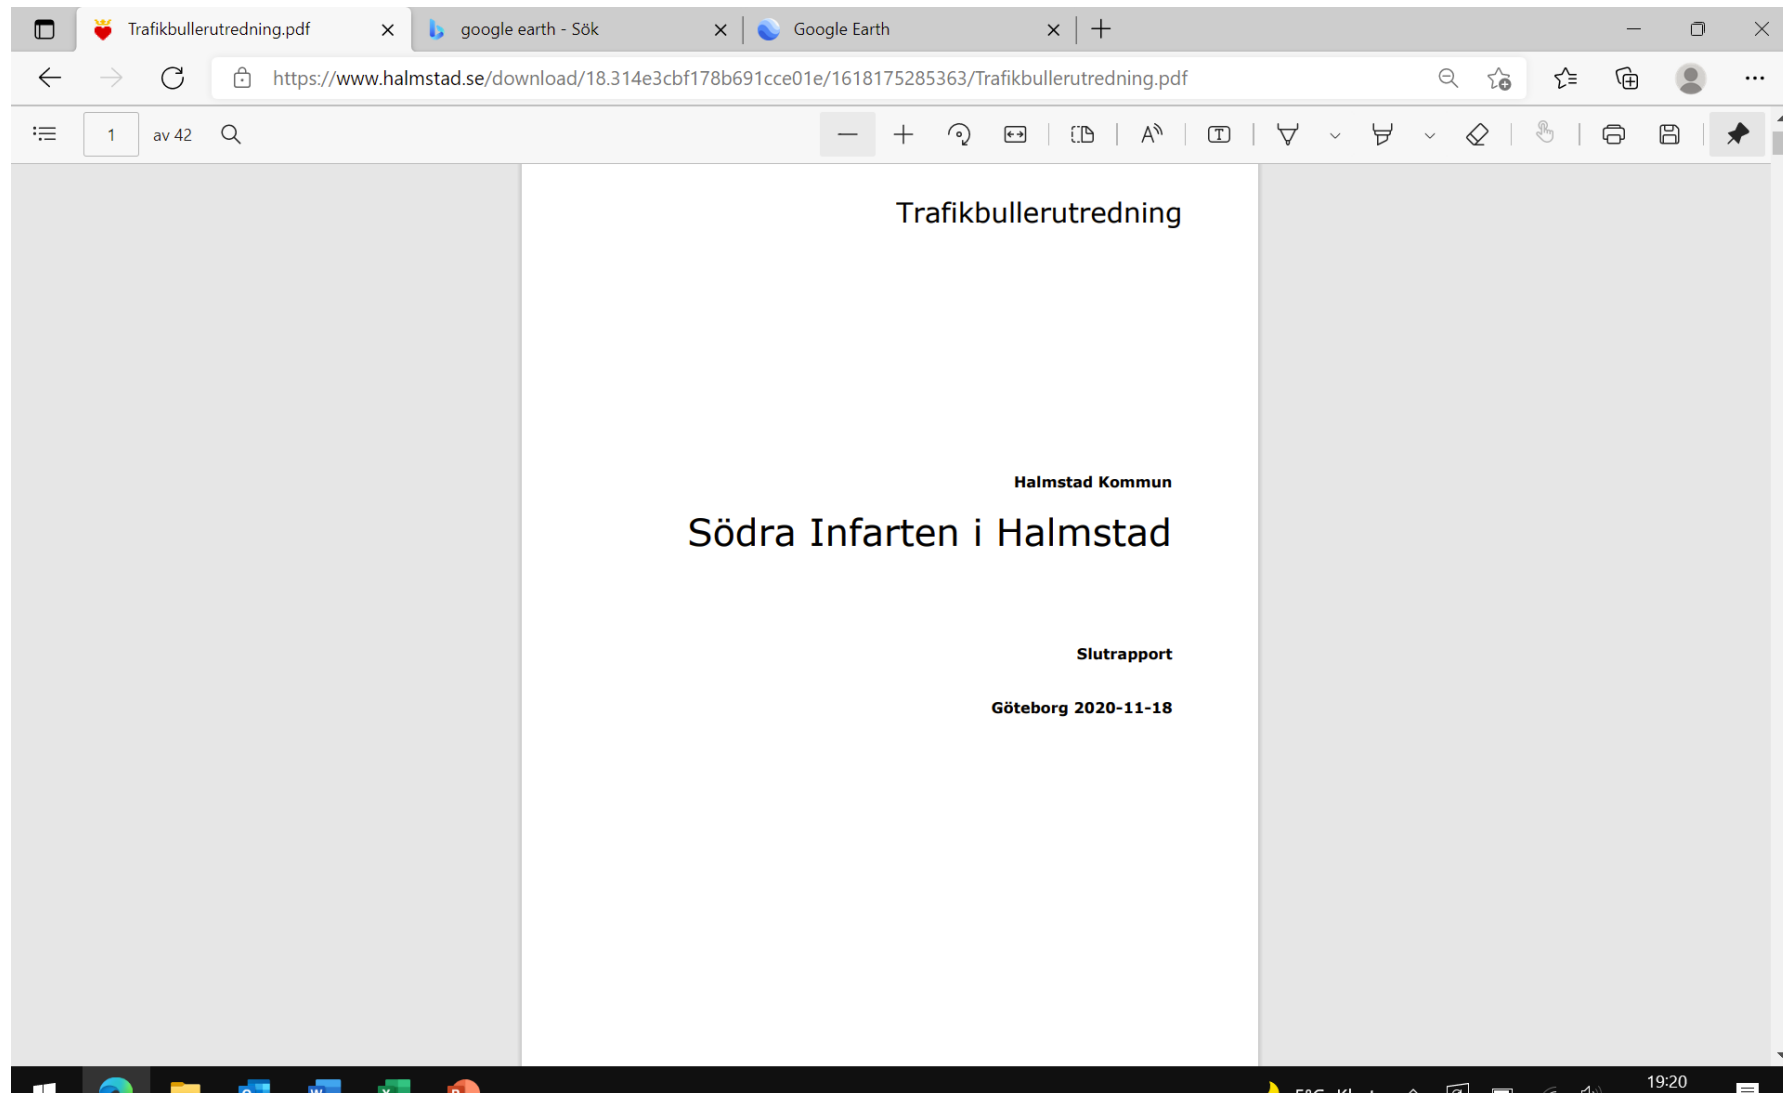 Trafikbullerutredning.pdf
google earth - Sök
Google Earth
https://www.halmstad.se/download/18.314e3cbf178b691cce01e/1618175285363/Trafikbullerutredning.pdf
1 av 42
Trafikbullerutredning
Halmstad Kommun
Södra Infarten i Halmstad
Slutrapport
Göteborg 2020-11-18
19:20